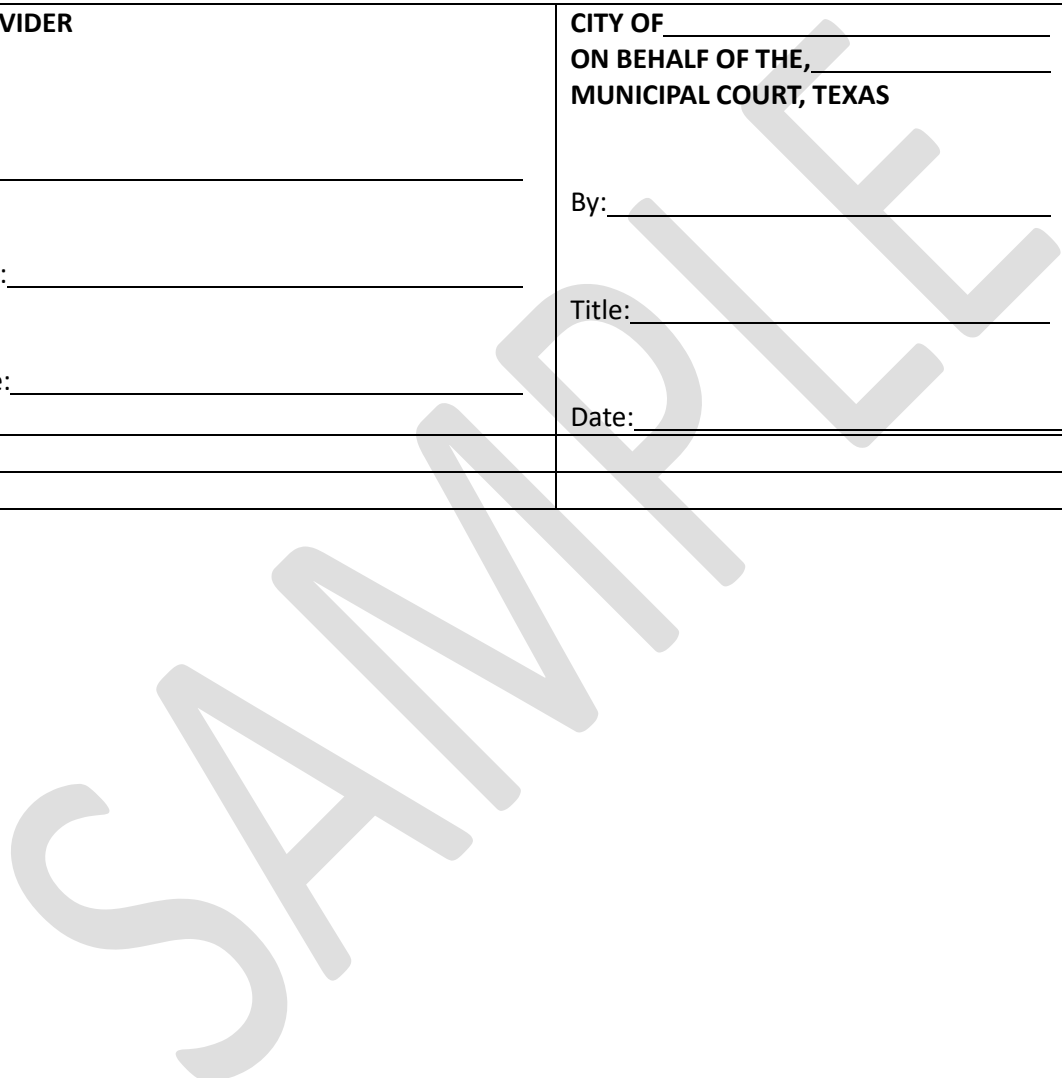 VIDER
:
e:
CITY OF
ON BEHALF OF THE,
MUNICIPAL COURT, TEXAS
By:
Title:
Date:
SAMPLE